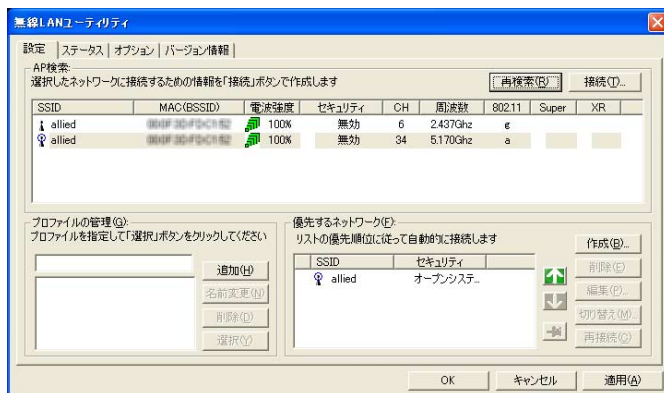 無線LANユーティリティ
設定 ステータス オプション バージョン情報
AP検索:
選択したネットワークに接続するための情報を「接続」ボタンで作成します
再検索(R) 接続(T)...
SSID MAC(BSSID) 電波強度 セキュリティ CH 周波数 802.11 Super XR
allied 100% 無効 6 2.437Ghz g
allied 100% 無効 34 5.170Ghz a
プロファイルの管理(G):
プロファイルを指定して「選択」ボタンをクリックしてください
追加(H)
名前変更(N)
削除(D)
選択(Y)
優先するネットワーク(F):
リストの優先順位に従って自動的に接続します
SSID セキュリティ
allied オープンシステ...
作成(B)...
削除(E)
編集(P)...
切り替え(M)...
再接続(C)
OK キャンセル 適用(A)